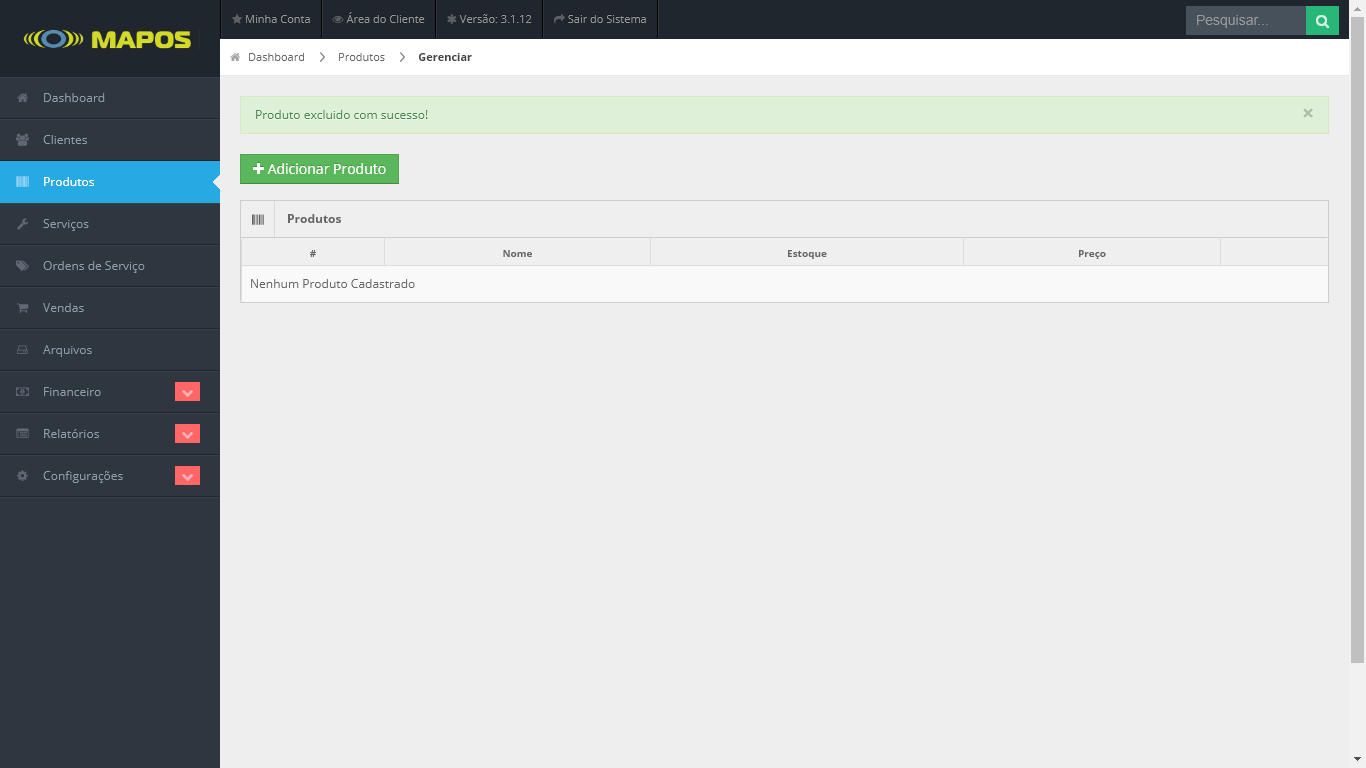 MAPOS
Minha Conta
Área do Cliente
Versão: 3.1.12
Sair do Sistema
Pesquisar...
Dashboard
Produtos
Gerenciar
Dashboard
Clientes
Produtos
Serviços
Ordens de Serviço
Vendas
Arquivos
Financeiro
Relatórios
Configurações
Produto excluido com sucesso!
×
Adicionar Produto
Produtos
# Nome Estoque Preço
Nenhum Produto Cadastrado